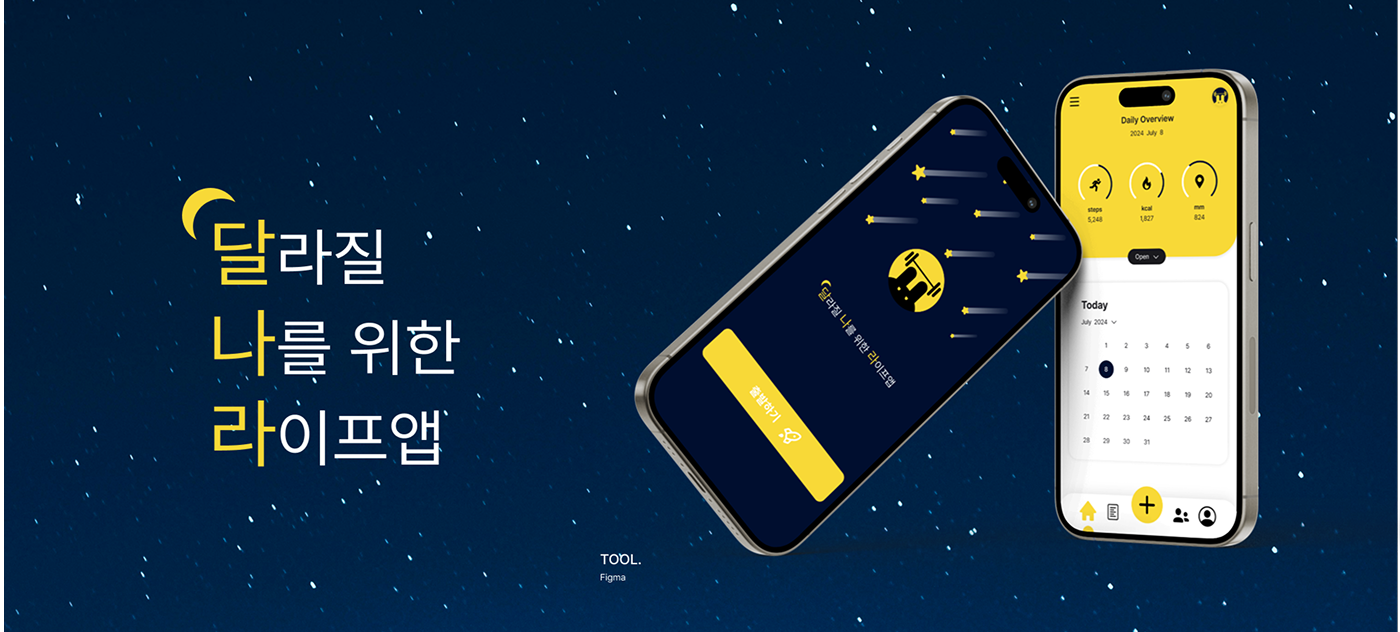 달라질
나를 위한
라이프앱
TOOL.
Figma
달라질 나를 위한 라이프앱
출발하기
Daily Overview
2024 July 8
steps
5,248
kcal
1,827
mm
824
Open
Today
July 2024
1 2 3 4 5 6
7 8 9 10 11 12 13
14 15 16 17 18 19 20
21 22 23 24 25 26 27
28 29 30 31